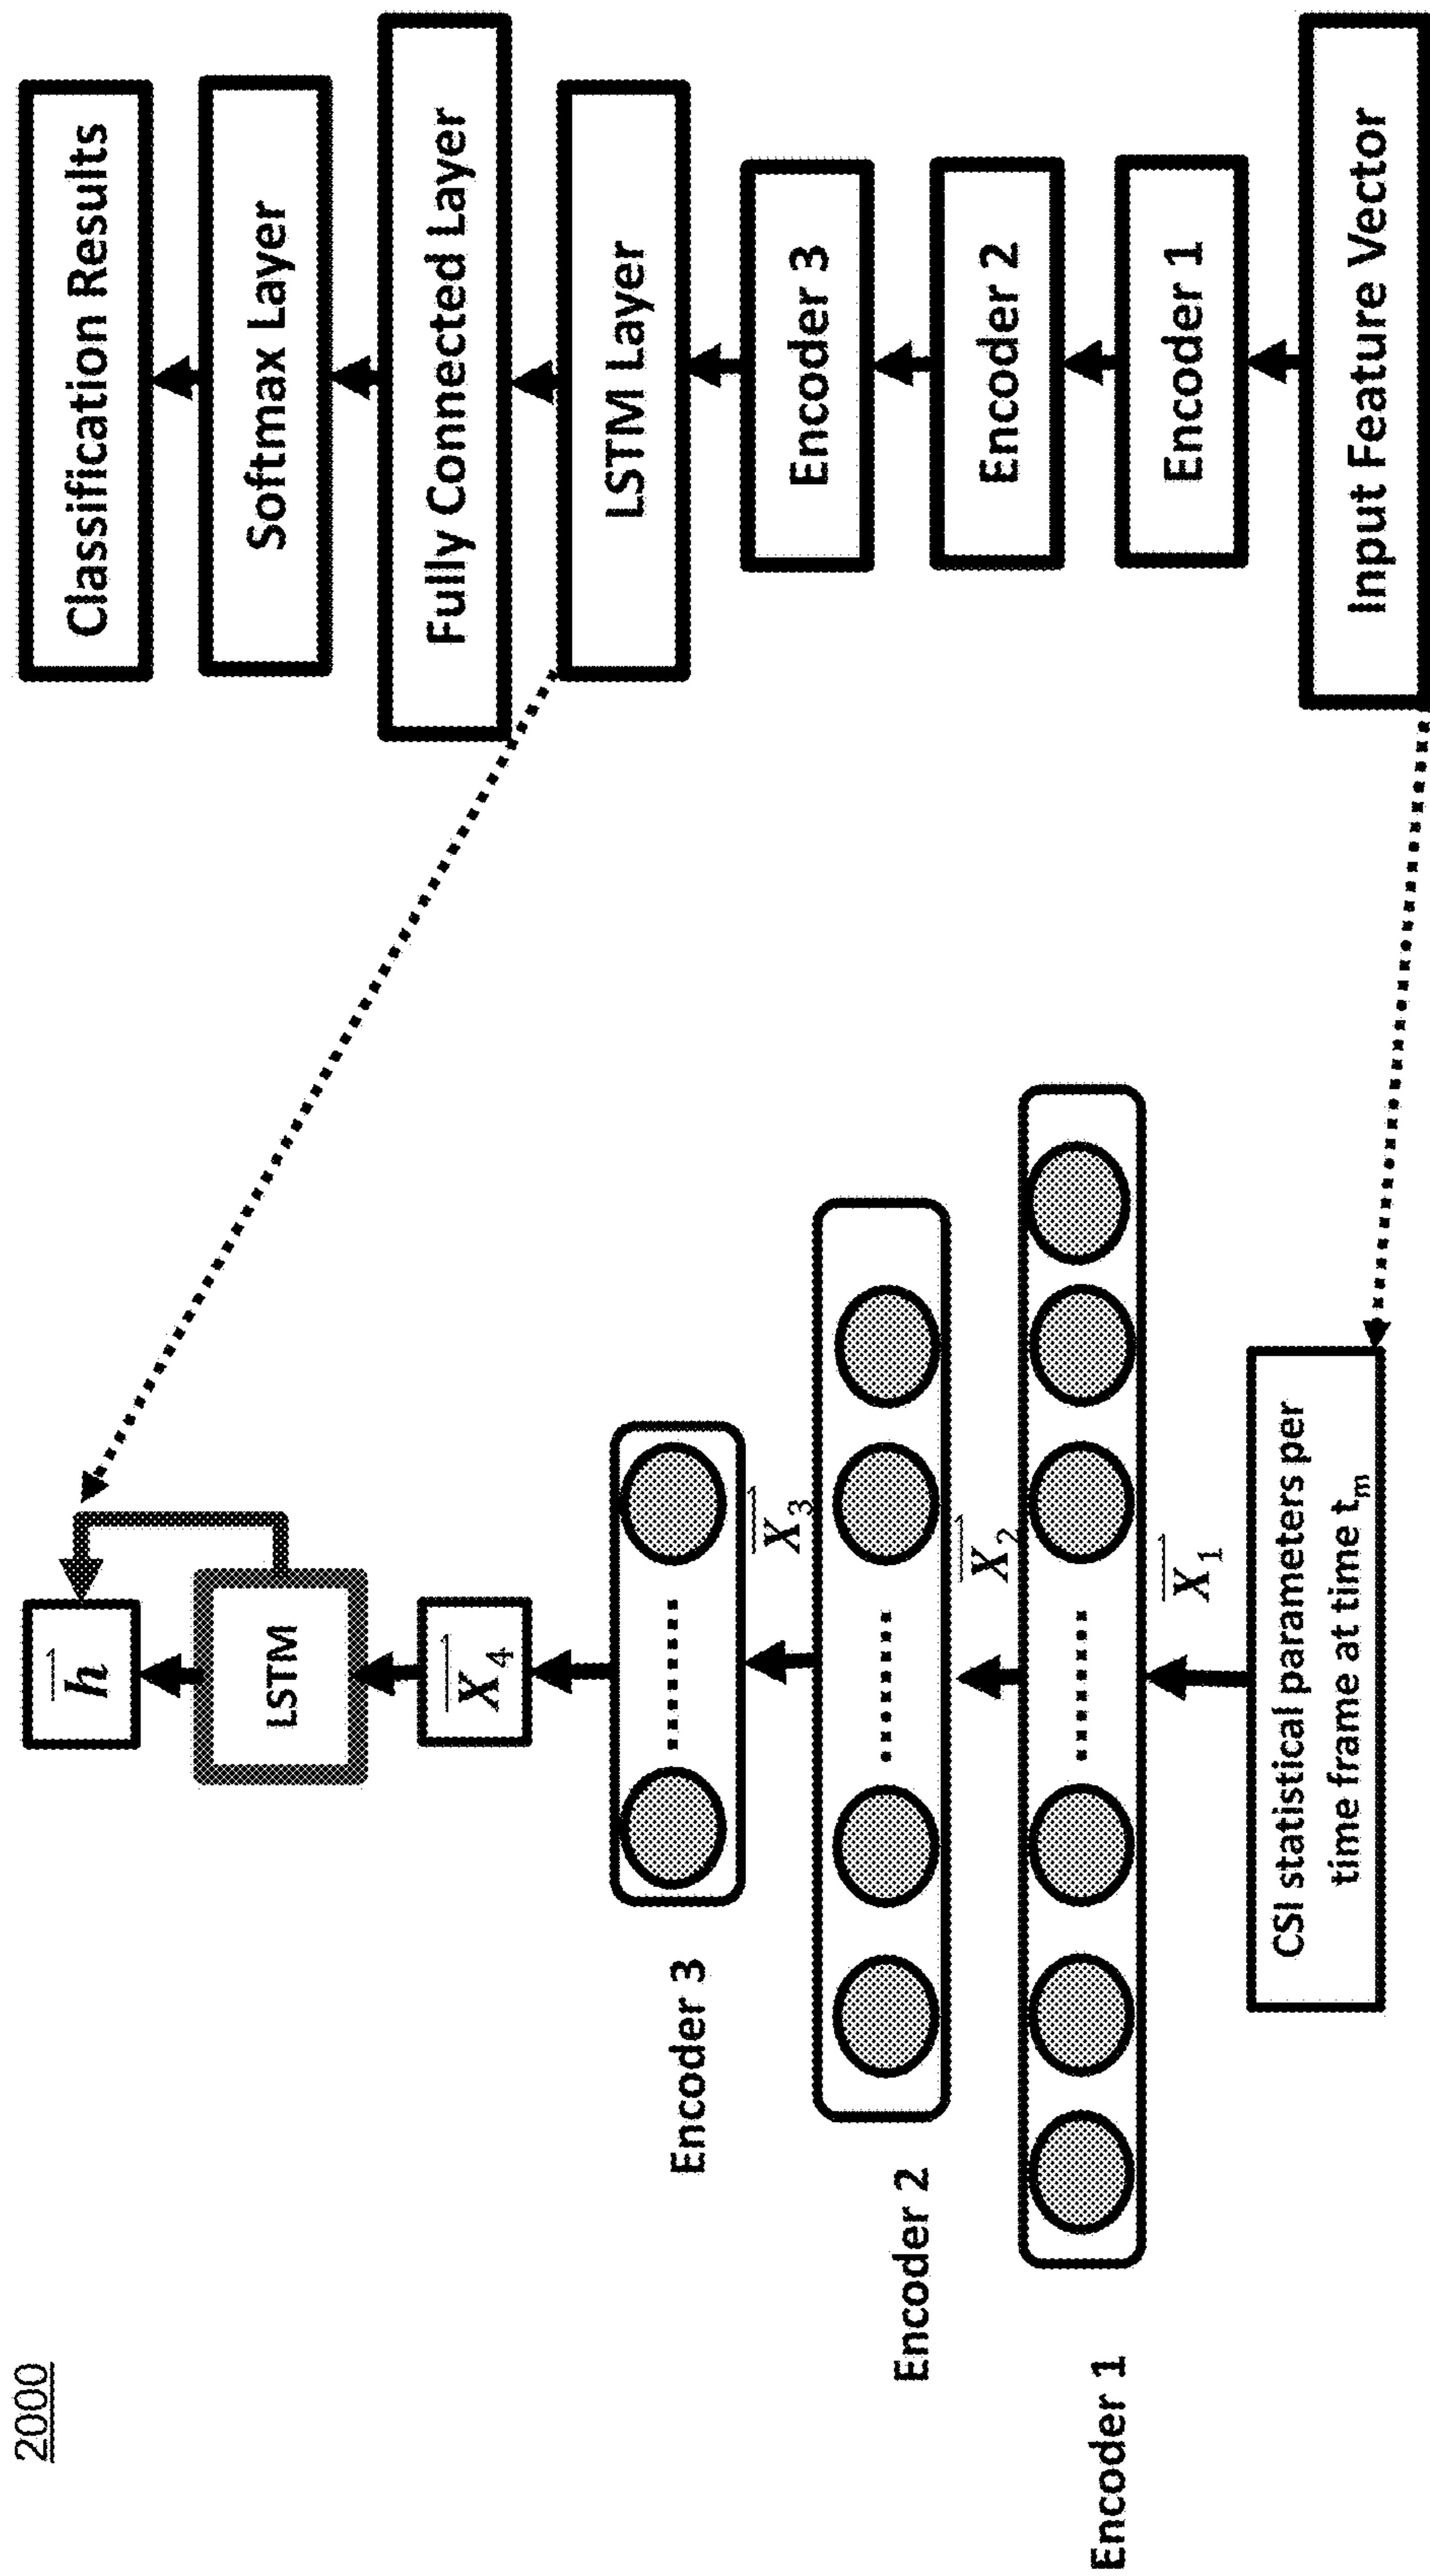 2000
h
LSTM
X4
Encoder 3
X3
Encoder 2
X2
Encoder 1
X1
CSI statistical parameters per
time frame at time tm
Classification Results
Softmax Layer
Fully Connected Layer
LSTM Layer
Encoder 3
Encoder 2
Encoder 1
Input Feature Vector